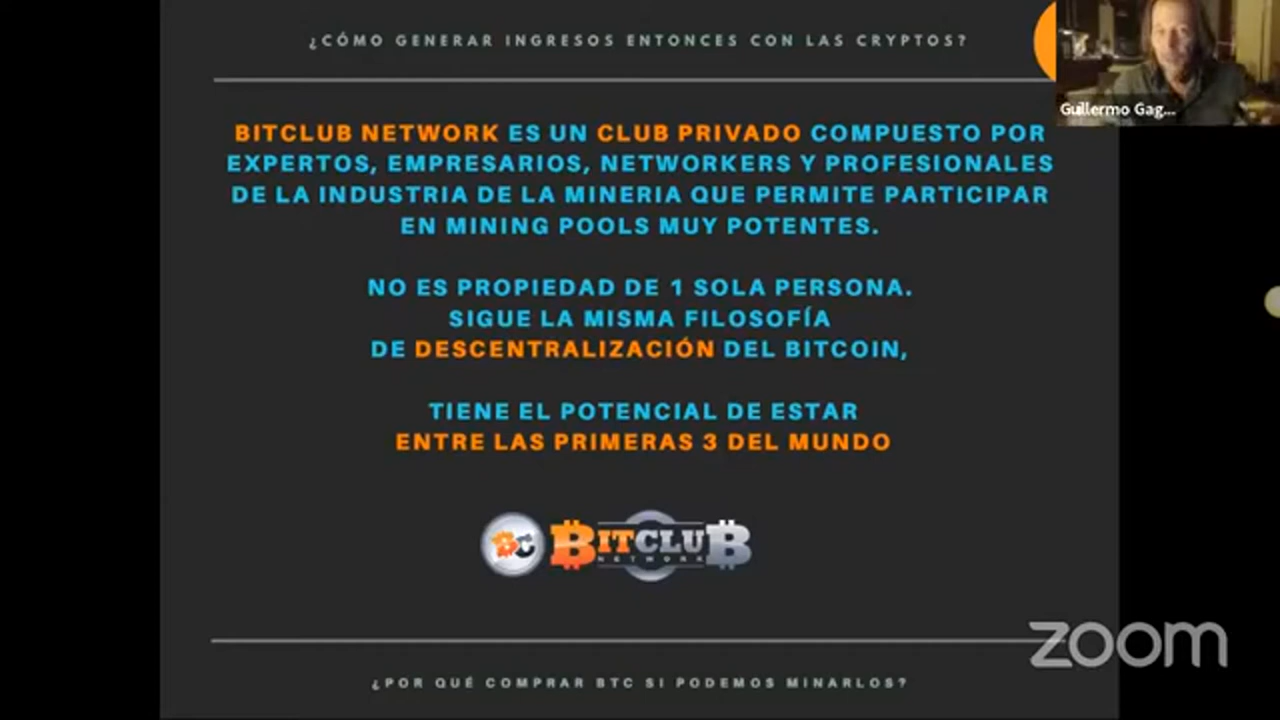 ¿CÓMO GENERAR INGRESOS ENTONCES CON LAS CRYPTOS?
Guillermo Gag...
BITCLUB NETWORK ES UN CLUB PRIVADO COMPUESTO POR
EXPERTOS, EMPRESARIOS, NETWORKERS Y PROFESIONALES
DE LA INDUSTRIA DE LA MINERIA QUE PERMITE PARTICIPAR
EN MINING POOLS MUY POTENTES.
NO ES PROPIEDAD DE 1 SOLA PERSONA.
SIGUE LA MISMA FILOSOFÍA
DE DESCENTRALIZACIÓN DEL BITCOIN,
TIENE EL POTENCIAL DE ESTAR
ENTRE LAS PRIMERAS 3 DEL MUNDO
BC BITCLUB
NETWORK
zoom
¿POR QUÉ COMPRAR BTC SI PODEMOS MINARLOS?